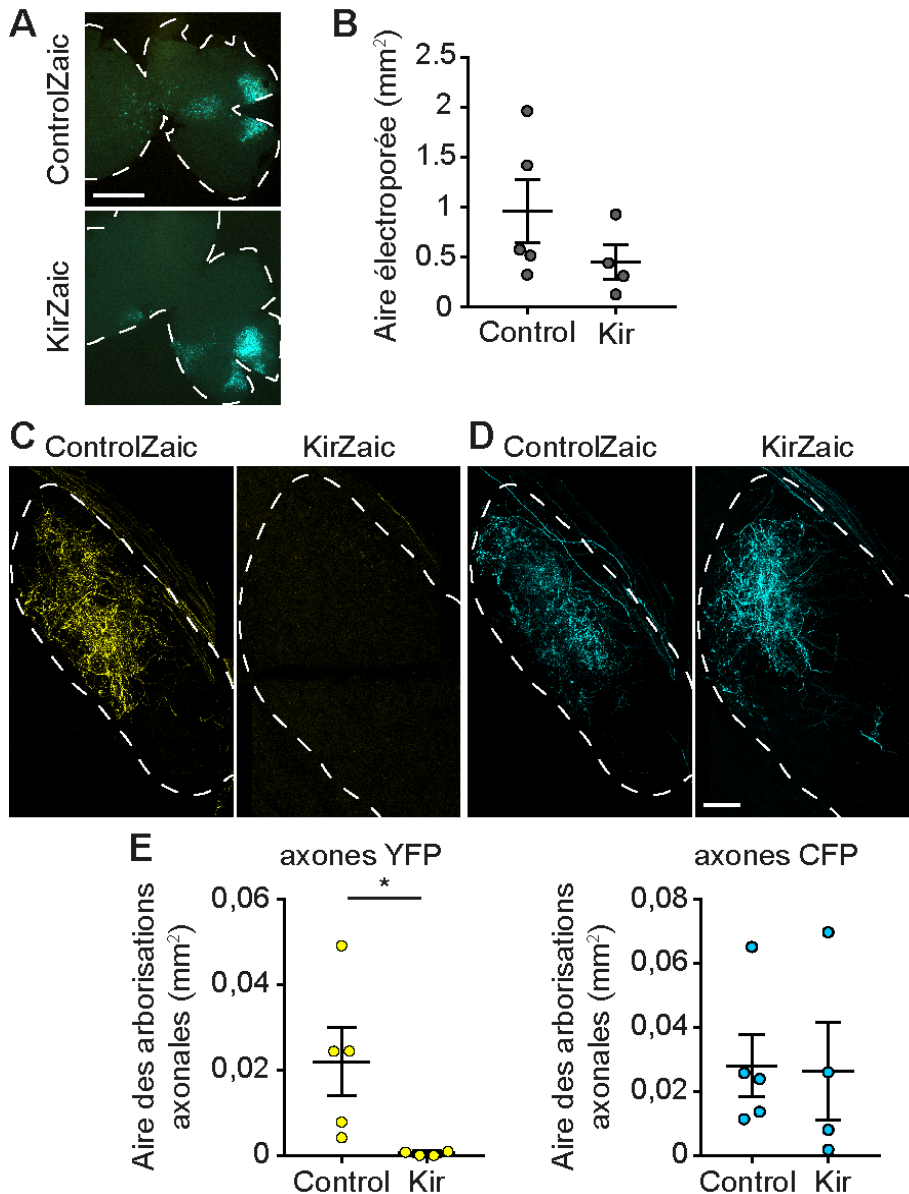 A
ControlZaic
KirZaic
B
Aire électroporée (mm²)
2.5
2
1.5
1
0.5
0
Control Kir
C
ControlZaic KirZaic
D
ControlZaic KirZaic
E
axones YFP
*
Aire des arborisations
axonales (mm²)
0,06
0,04
0,02
0
Control Kir
axones CFP
Aire des arborisations
axonales (mm²)
0,08
0,06
0,04
0,02
0
Control Kir